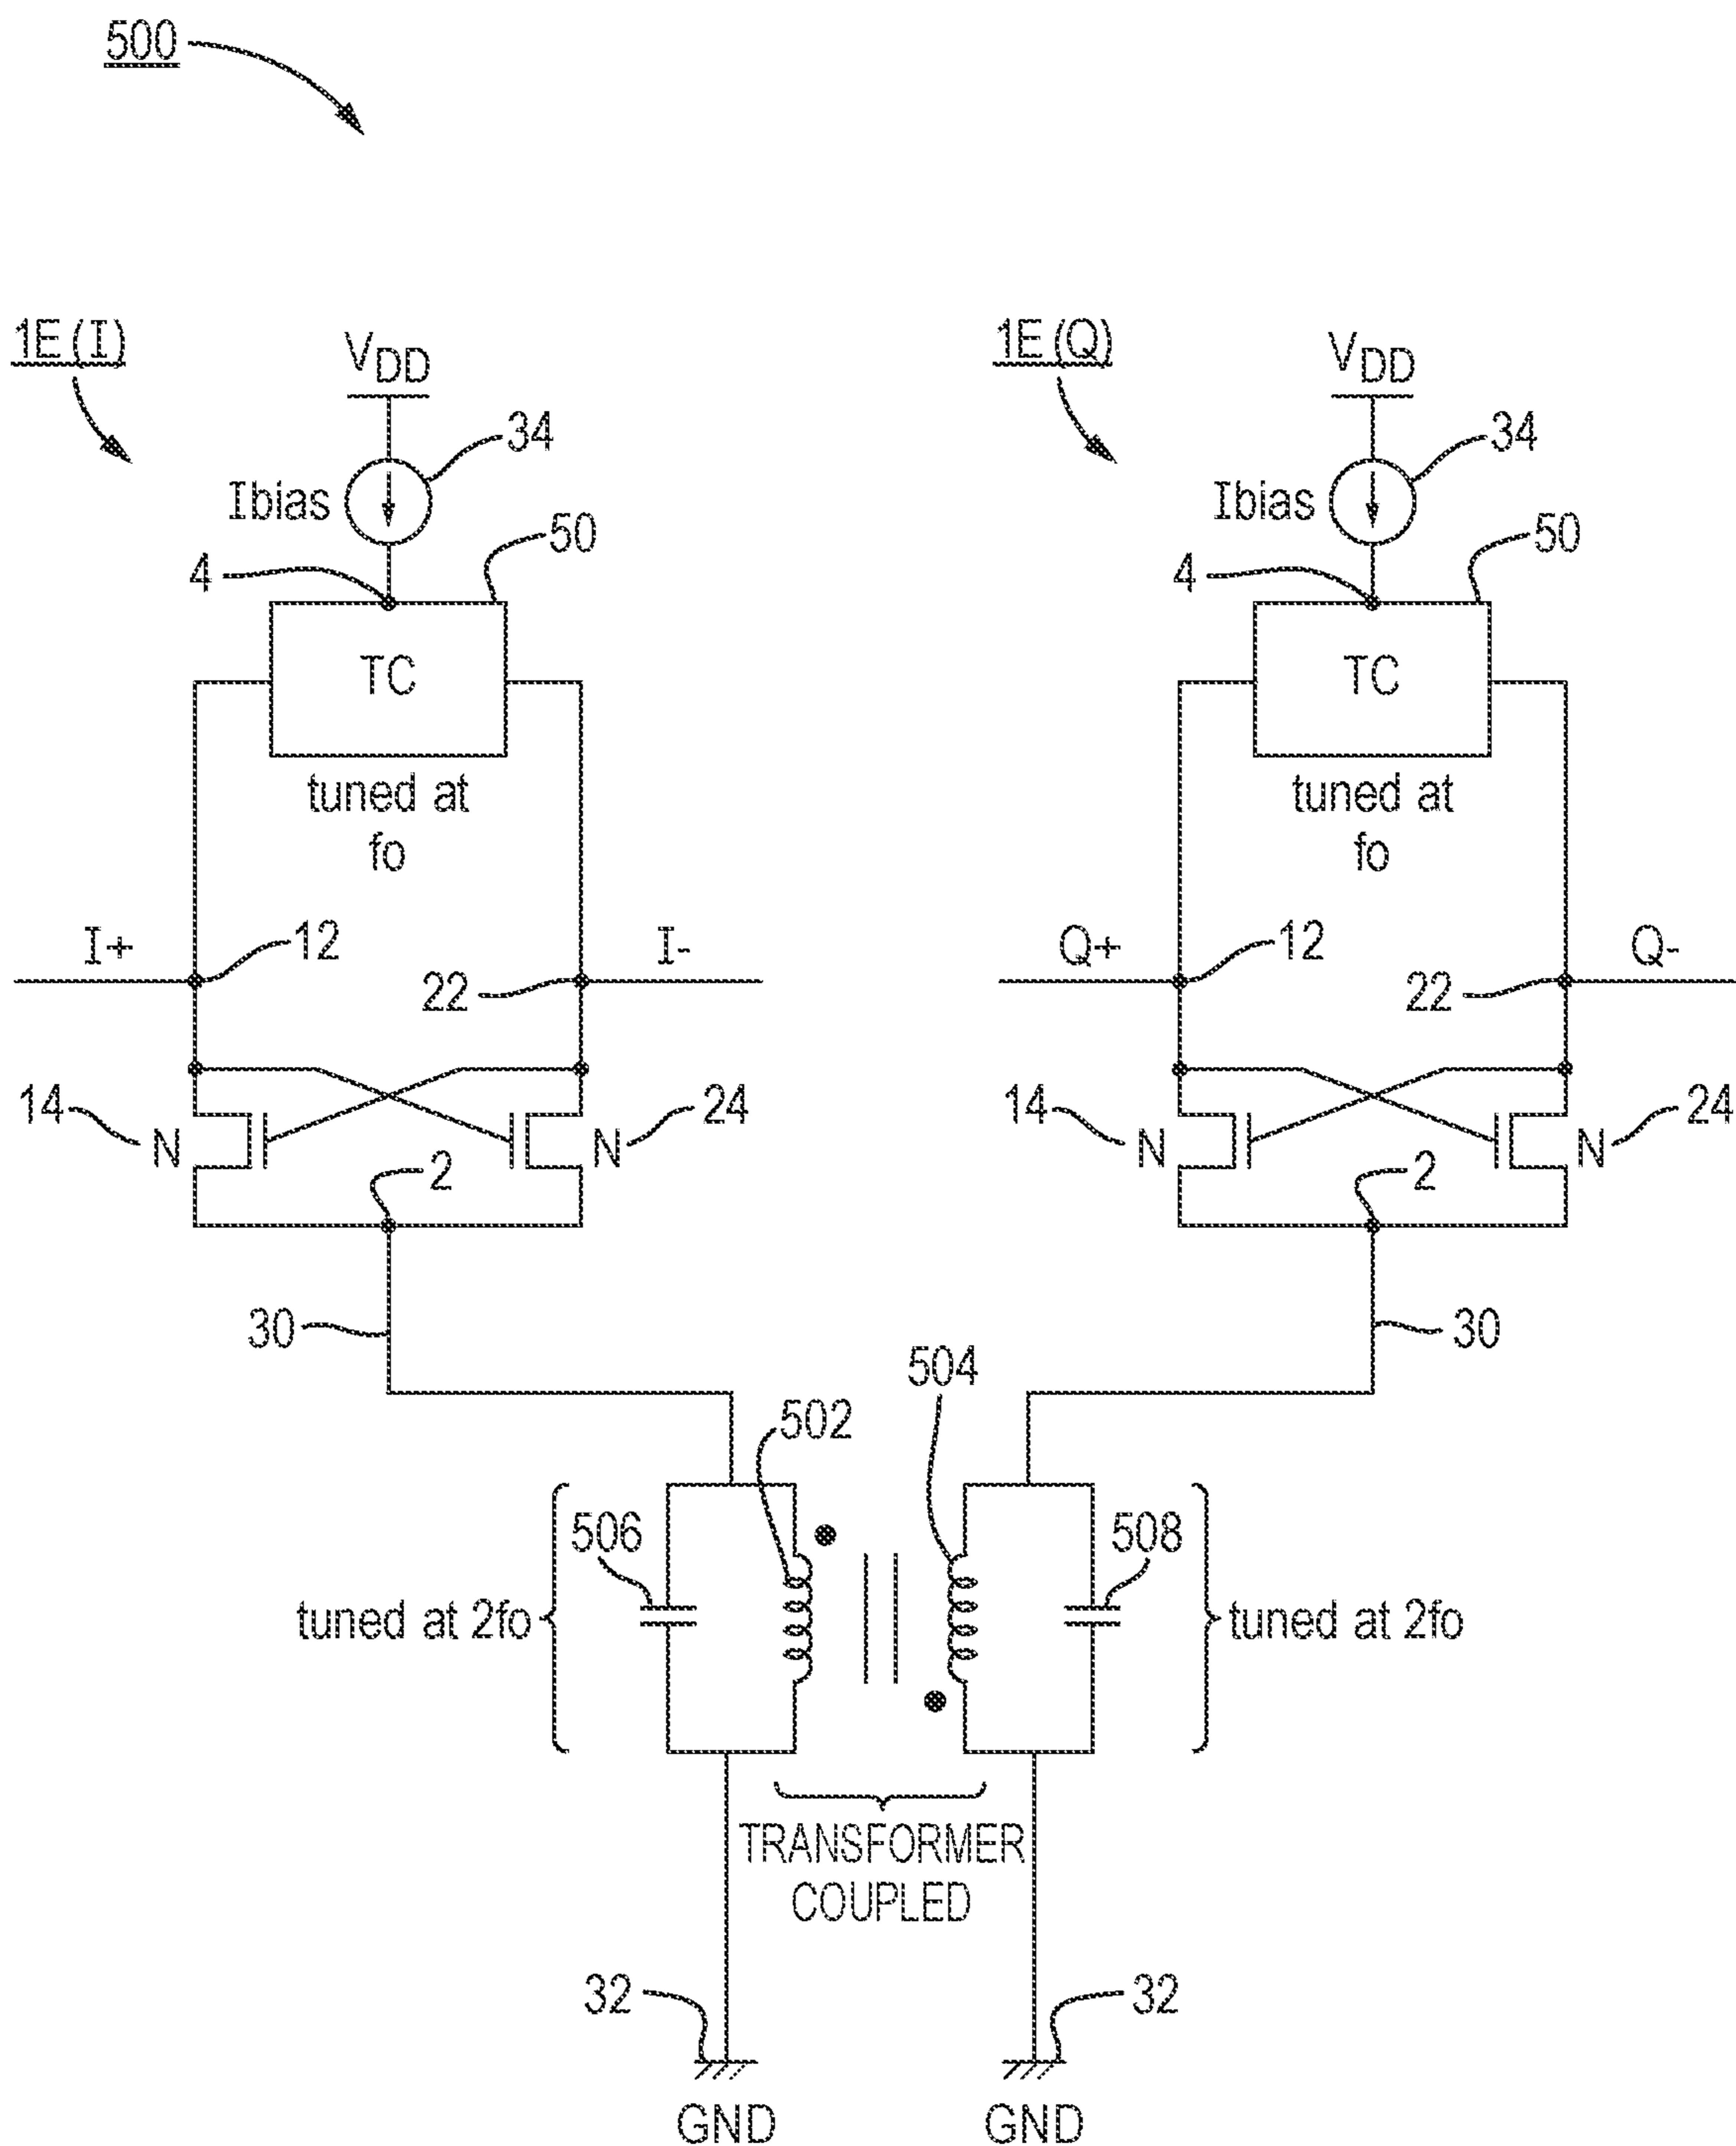 500
1E(I)
1E(Q)
VDD
VDD
34
34
Ibias
Ibias
50
50
4
4
TC
TC
tuned at
fo
tuned at
fo
I+
12
I-
22
Q+
12
Q-
22
14
N
N
24
14
N
N
24
2
2
30
30
504
502
506
508
tuned at 2fo
tuned at 2fo
TRANSFORMER
COUPLED
32
32
GND
GND